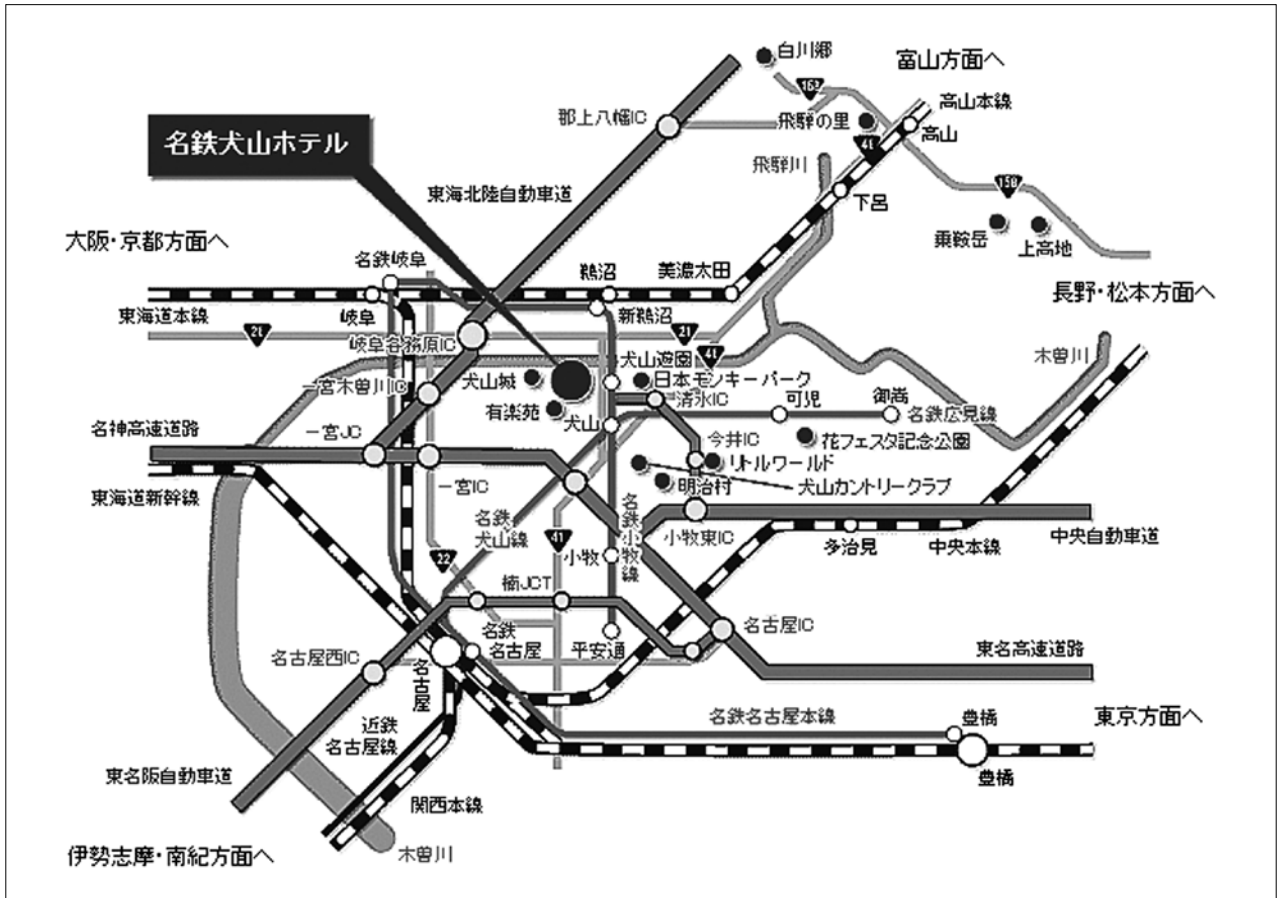 白川郷
富山方面へ
156
高山本線
郡上八幡IC
飛騨の里
41
高山
名鉄犬山ホテル
飛騨川
158
東海北陸自動車道
下呂
乗鞍岳
上高地
大阪・京都方面へ
名鉄岐阜
鵜沼
美濃太田
長野・松本方面へ
東海道本線
岐阜
新鵜沼
21
21
岐阜各務原IC
41
木曽川
犬山遊園
一宮木曽川IC
犬山城
日本モンキーパーク
清水IC
可児
御嵩
有楽苑
名鉄広見線
名神高速道路
一宮JC
犬山
今井IC
花フェスタ記念公園
リトルワールド
東海道新幹線
一宮IC
明治村
犬山カントリークラブ
名鉄
犬山線
名鉄小牧線
小牧東IC
多治見
中央本線
中央自動車道
22
41
小牧
楠JCT
名古屋IC
名鉄
名古屋
平安通
名古屋西IC
名古屋
東名高速道路
近鉄
名古屋線
名鉄名古屋本線
豊橋
東京方面へ
東名阪自動車道
豊橋
関西本線
伊勢志摩・南紀方面へ
木曽川